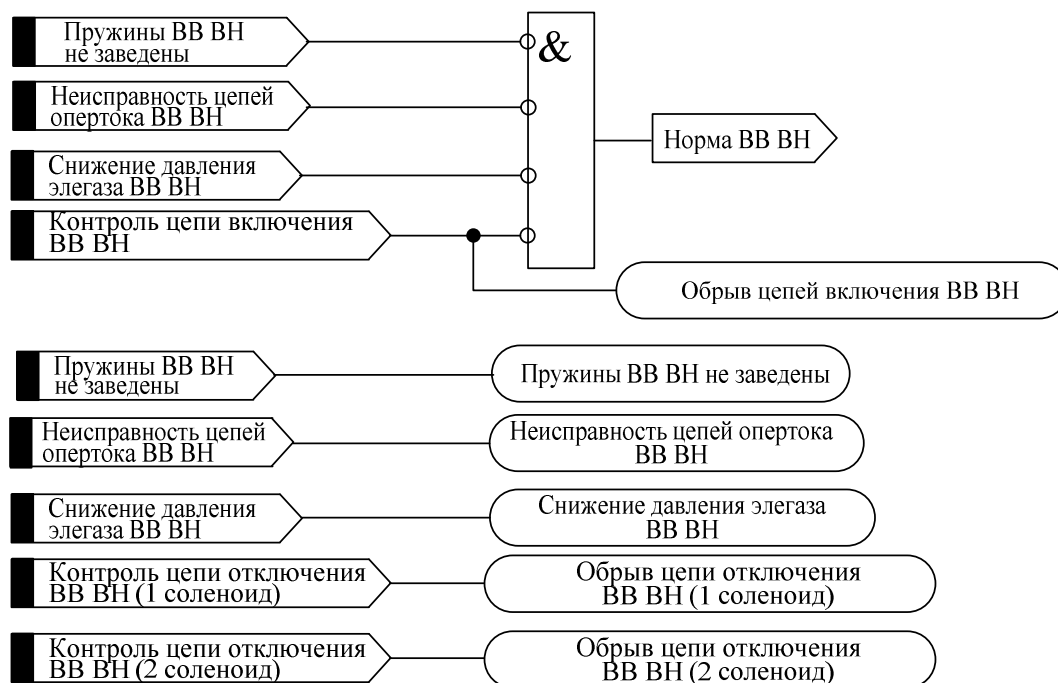 Пружины ВВ ВН
не заведены
&
Неисправность цепей
опертока ВВ ВН
Норма ВВ ВН
Снижение давления
элегаза ВВ ВН
Контроль цепи включения
ВВ ВН
Обрыв цепей включения ВВ ВН
Пружины ВВ ВН
не заведены
Пружины ВВ ВН не заведены
Неисправность цепей
опертока ВВ ВН
Неисправность цепей опертока
ВВ ВН
Снижение давления
элегаза ВВ ВН
Снижение давления элегаза
ВВ ВН
Контроль цепи отключения
ВВ ВН (1 соленоид)
Обрыв цепи отключения
ВВ ВН (1 соленоид)
Контроль цепи отключения
ВВ ВН (2 соленоид)
Обрыв цепи отключения
ВВ ВН (2 соленоид)